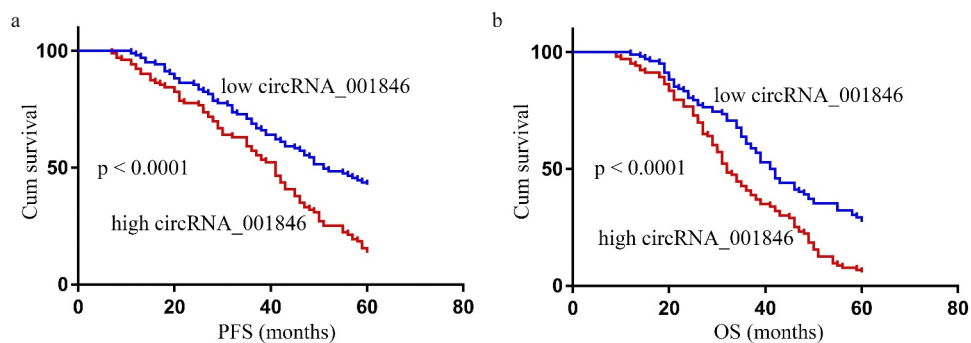 a
100
low circRNA_001846
Cum survival
50
p < 0.0001
high circRNA_001846
0
0
20
40
60
80
PFS (months)
b
100
low circRNA_001846
Cum survival
50
p < 0.0001
high circRNA_001846
0
0
20
40
60
80
OS (months)